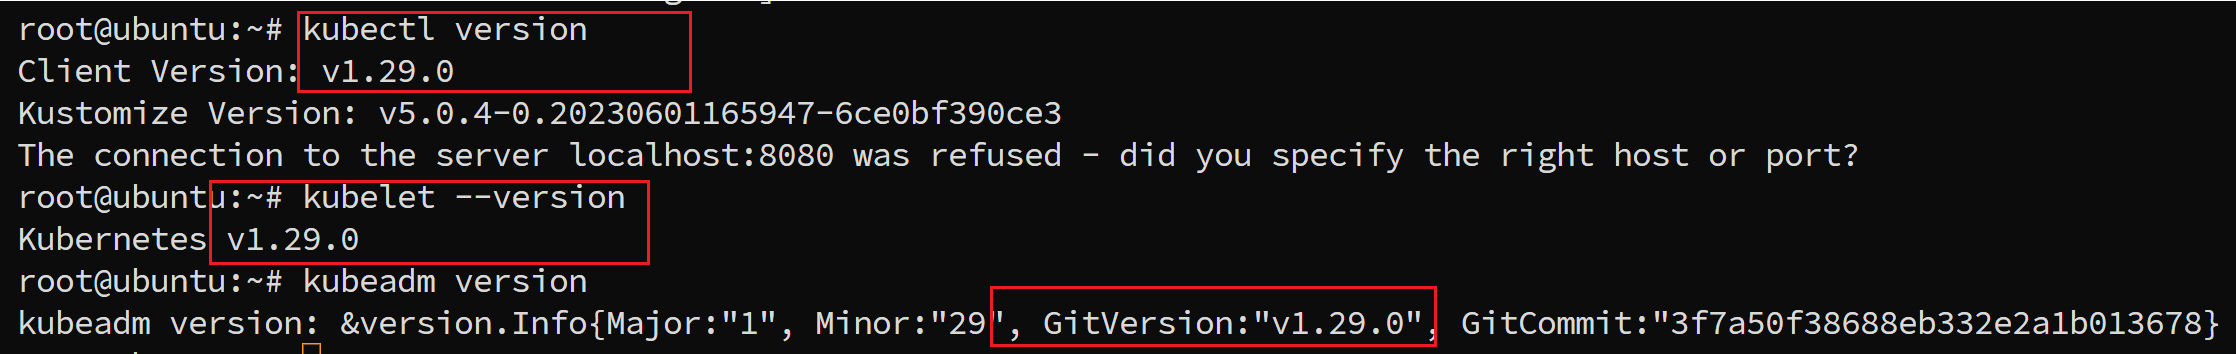 root@ubuntu:~# kubectl version
Client Version: v1.29.0
Kustomize Version: v5.0.4-0.20230601165947-6ce0bf390ce3
The connection to the server localhost:8080 was refused - did you specify the right host or port?
root@ubuntu:~# kubelet --version
Kubernetes v1.29.0
root@ubuntu:~# kubeadm version
kubeadm version: &version.Info{Major:"1", Minor:"29", GitVersion:"v1.29.0", GitCommit:"3f7a50f38688eb332e2a1b013678}